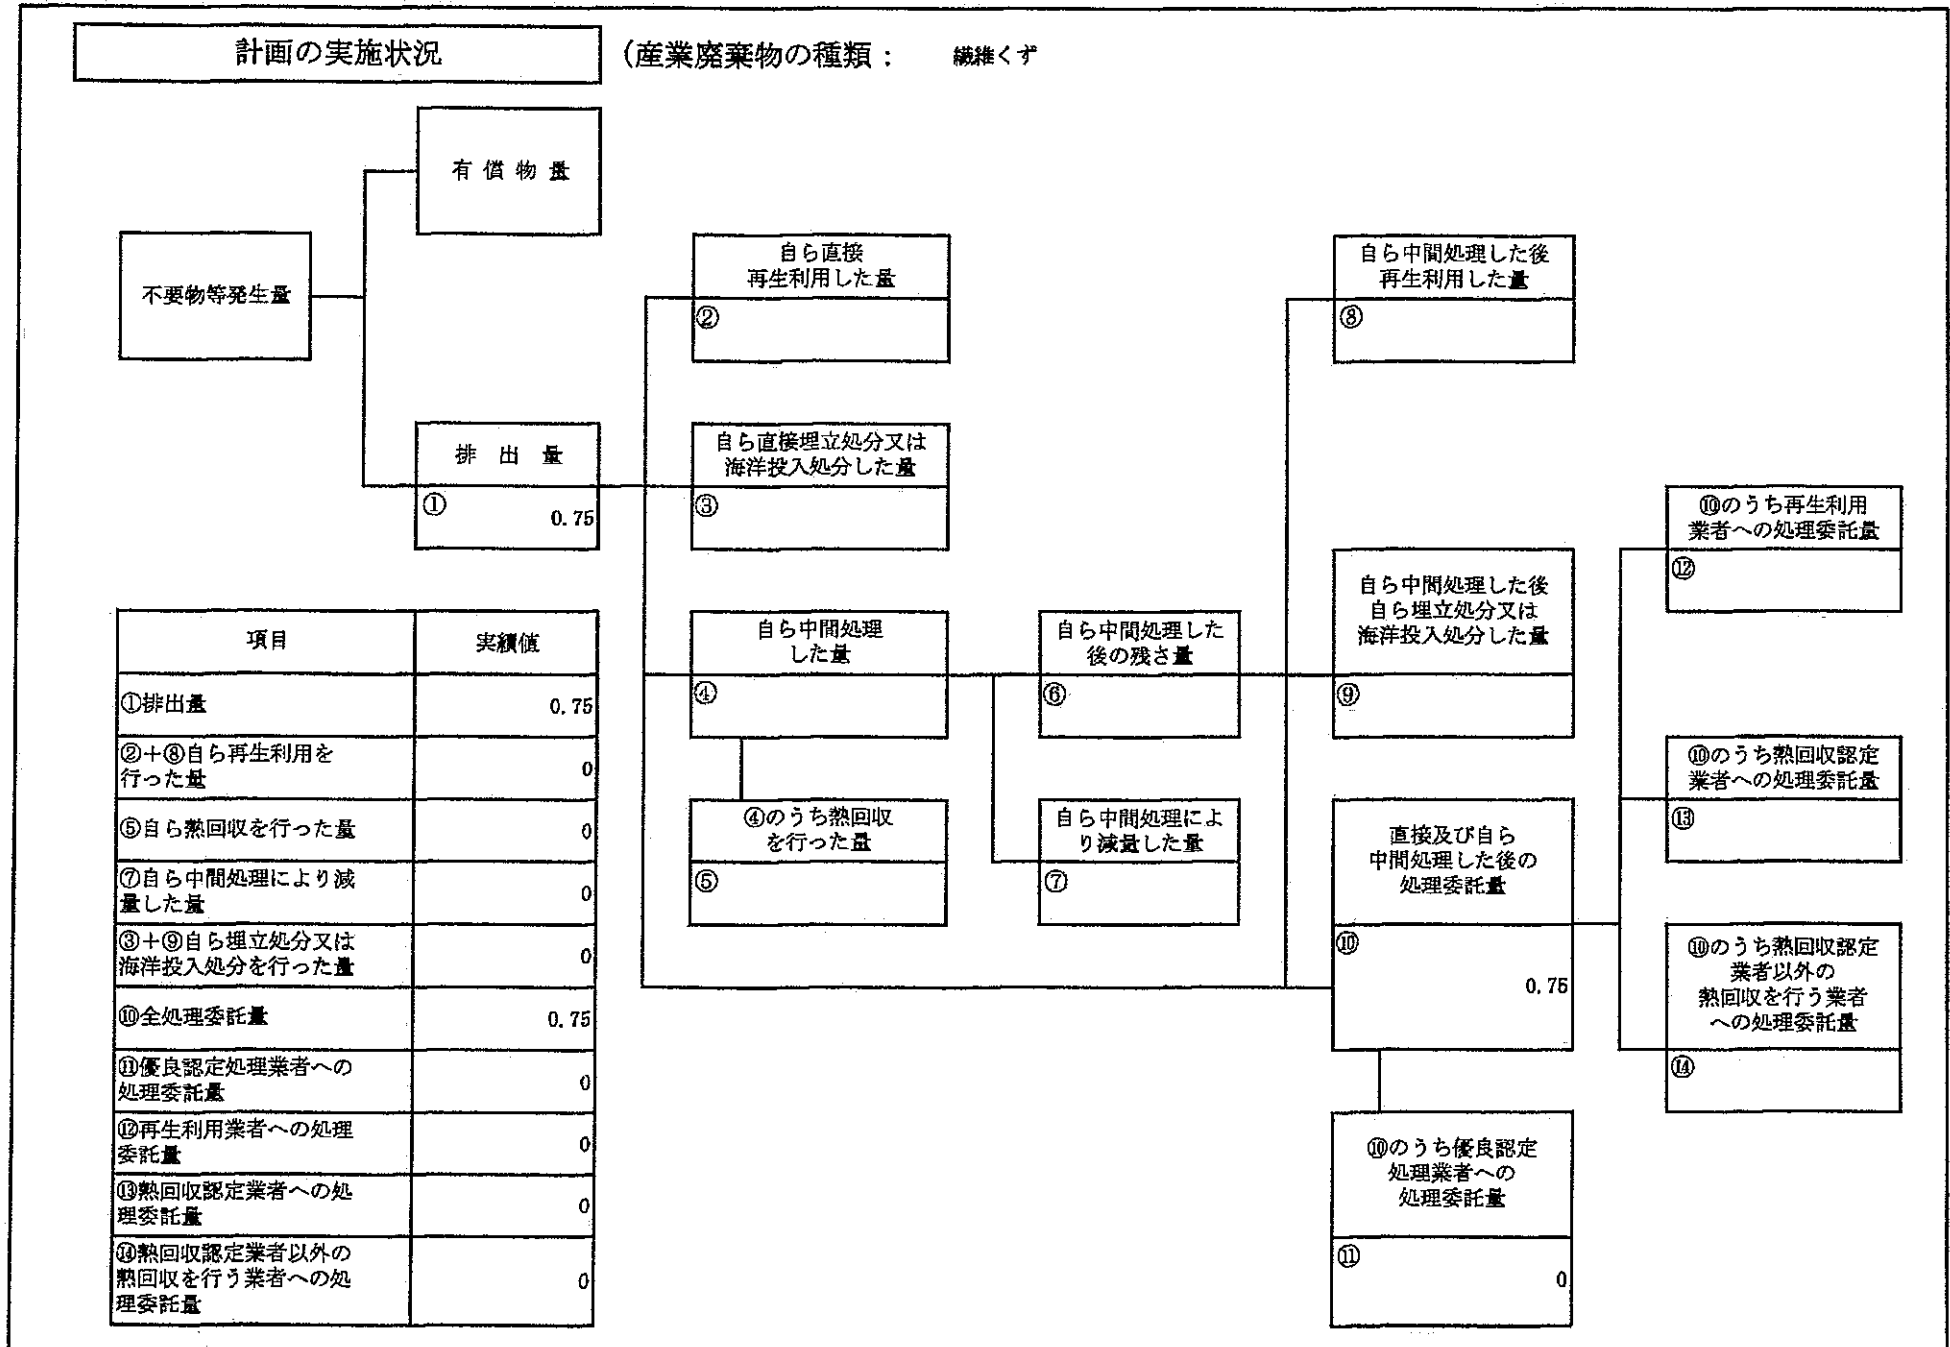 計画の実施状況
(産業廃棄物の種類： 繊維くず
有 償 物 量
不要物等発生量
自ら直接
再生利用した量
②
自ら中間処理した後
再生利用した量
⑧
排 出 量
①
0.75
自ら直接埋立処分又は
海洋投入処分した量
③
⑩のうち再生利用
業者への処理委託量
⑫
自ら中間処理
した量
④
自ら中間処理した
後の残さ量
⑥
自ら中間処理した後
自ら埋立処分又は
海洋投入処分した量
⑨
⑩のうち熱回収認定
業者への処理委託量
⑬
④のうち熱回収
を行った量
⑤
自ら中間処理によ
り減量した量
⑦
直接及び自ら
中間処理した後の
処理委託量
⑩
0.75
⑩のうち熱回収認定
業者以外の
熱回収を行う業者
への処理委託量
⑭
⑩のうち優良認定
処理業者への
処理委託量
⑪
0
項目 実績値
①排出量 0.75
②＋⑧自ら再生利用を
行った量 0
⑤自ら熱回収を行った量 0
⑦自ら中間処理により減
量した量 0
③＋⑨自ら埋立処分又は
海洋投入処分を行った量 0
⑩全処理委託量 0.75
⑪優良認定処理業者への
処理委託量 0
⑫再生利用業者への処理
委託量 0
⑬熱回収認定業者への処
理委託量 0
⑭熱回収認定業者以外の
熱回収を行う業者への処
理委託量 0